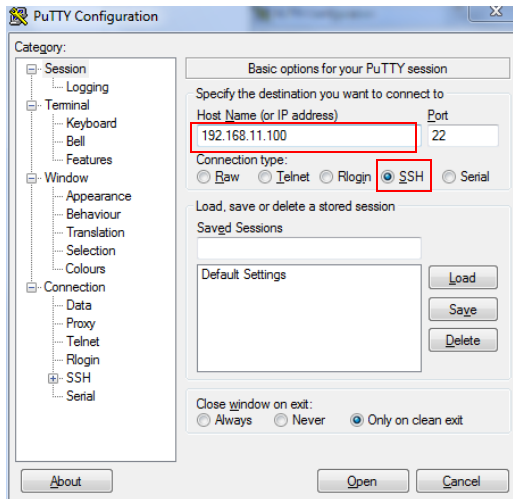 PuTTY Configuration
Category:
Session
Logging
Terminal
Keyboard
Bell
Features
Window
Appearance
Behaviour
Translation
Selection
Colours
Connection
Data
Proxy
Telnet
Rlogin
SSH
Serial
Basic options for your PuTTY session
Specify the destination you want to connect to
Host Name (or IP address) Port
192.168.11.100 22
Connection type:
Raw Telnet Rlogin SSH Serial
Load, save or delete a stored session
Saved Sessions
Default Settings
Load
Save
Delete
Close window on exit:
Always Never Only on clean exit
About Open Cancel